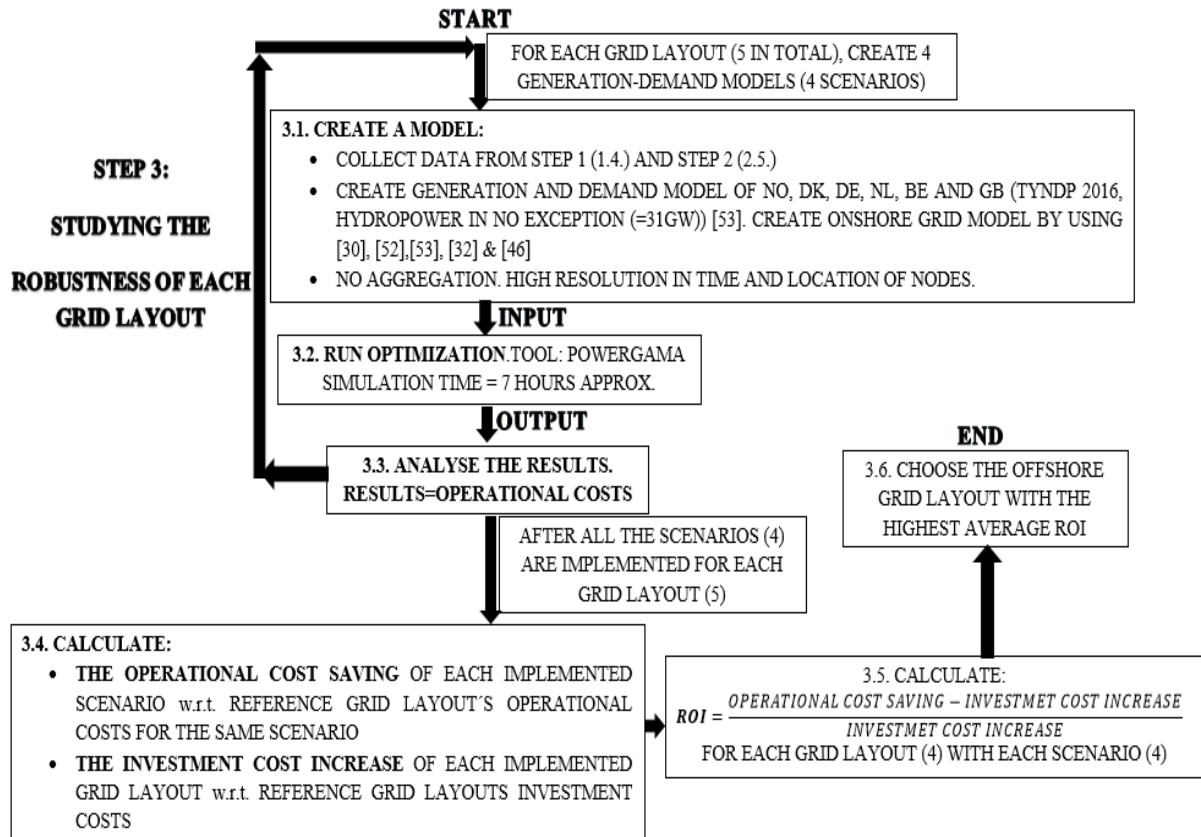 START
FOR EACH GRID LAYOUT (5 IN TOTAL), CREATE 4
GENERATION-DEMAND MODELS (4 SCENARIOS)
STEP 3:
STUDYING THE
ROBUSTNESS OF EACH
GRID LAYOUT
3.1. CREATE A MODEL:
• COLLECT DATA FROM STEP 1 (1.4.) AND STEP 2 (2.5.)
• CREATE GENERATION AND DEMAND MODEL OF NO, DK, DE, NL, BE AND GB (TYNDP 2016,
HYDROPOWER IN NO EXCEPTION (=31GW)) [53]. CREATE ONSHORE GRID MODEL BY USING
[30], [52],[53], [32] & [46]
• NO AGGREGATION. HIGH RESOLUTION IN TIME AND LOCATION OF NODES.
INPUT
3.2. RUN OPTIMIZATION.TOOL: POWERGAMA
SIMULATION TIME = 7 HOURS APPROX.
OUTPUT
3.3. ANALYSE THE RESULTS.
RESULTS=OPERATIONAL COSTS
AFTER ALL THE SCENARIOS (4)
ARE IMPLEMENTED FOR EACH
GRID LAYOUT (5)
3.4. CALCULATE:
• THE OPERATIONAL COST SAVING OF EACH IMPLEMENTED
SCENARIO w.r.t. REFERENCE GRID LAYOUT´S OPERATIONAL
COSTS FOR THE SAME SCENARIO
• THE INVESTMENT COST INCREASE OF EACH IMPLEMENTED
GRID LAYOUT w.r.t. REFERENCE GRID LAYOUTS INVESTMENT
COSTS
3.5. CALCULATE:
ROI = OPERATIONAL COST SAVING − INVESTMET COST INCREASE
INVESTMET COST INCREASE
FOR EACH GRID LAYOUT (4) WITH EACH SCENARIO (4)
END
3.6. CHOOSE THE OFFSHORE
GRID LAYOUT WITH THE
HIGHEST AVERAGE ROI